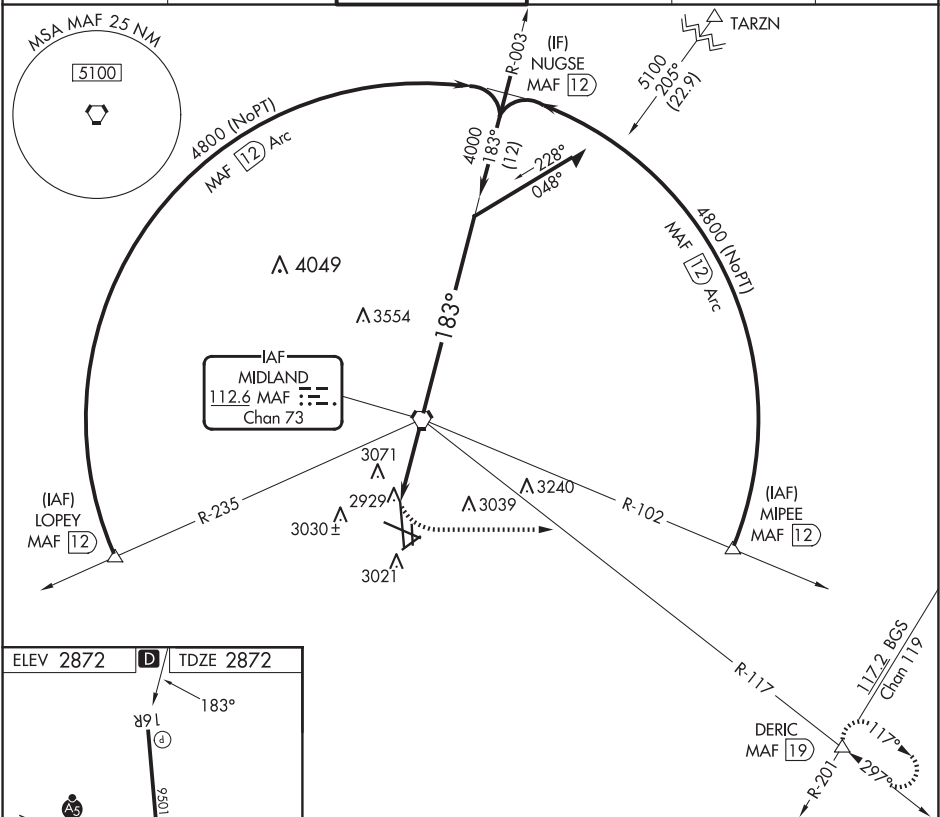 MSA MAF 25 NM
5100
R-003
(IF)
NUGSE
MAF 12
TARZN
5100
205°
(22.9)
4800 (NoPT)
MAF 12 Arc
4000
183°
(12)
228°
048°
4800 (NoPT)
MAF 12 Arc
4049
3554
183°
IAF
MIDLAND
112.6 MAF
Chan 73
3071
2929
3030±
3039
3240
3021
R-235
R-102
(IAF)
LOPEY
MAF 12
(IAF)
MIPEE
MAF 12
R-117
117.2 BGS
Chan 119
DERIC
MAF 19
117°
297°
R-201
ELEV 2872
D
TDZE 2872
183°
16R
P
9501
A5